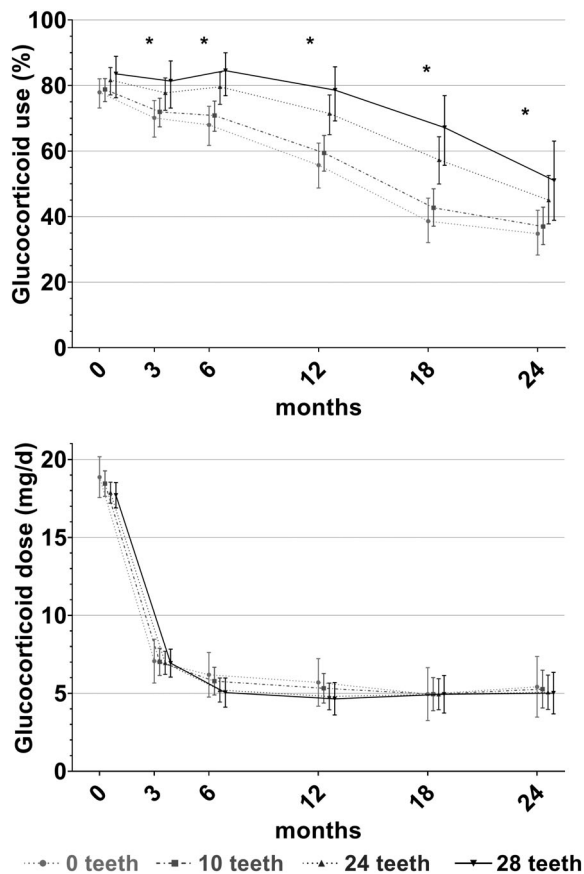 Glucocorticoid use (%)
100
80
60
40
20
0
* * * * *
0 3 6 12 18 24
months
Glucocorticoid dose (mg/d)
20
15
10
5
0
0 3 6 12 18 24
months
0 teeth 10 teeth 24 teeth 28 teeth